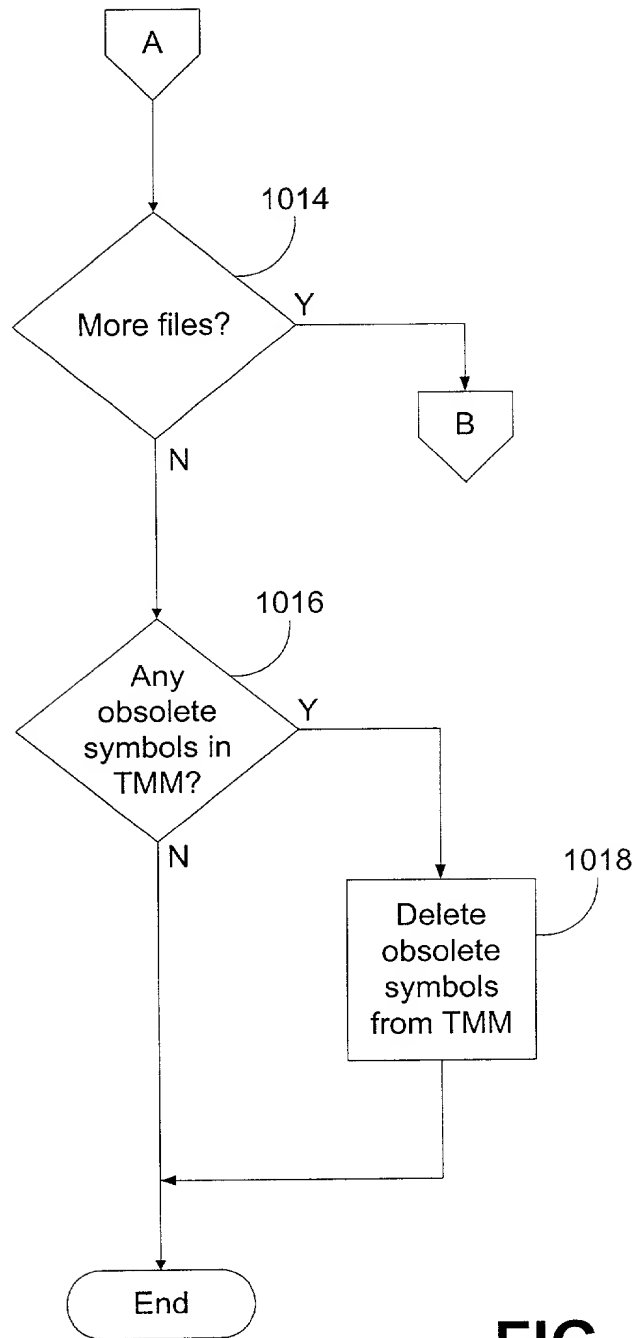 A
1014
More files?
Y
B
N
1016
Any
obsolete
symbols in
TMM?
Y
N
1018
Delete
obsolete
symbols
from TMM
End
FIG